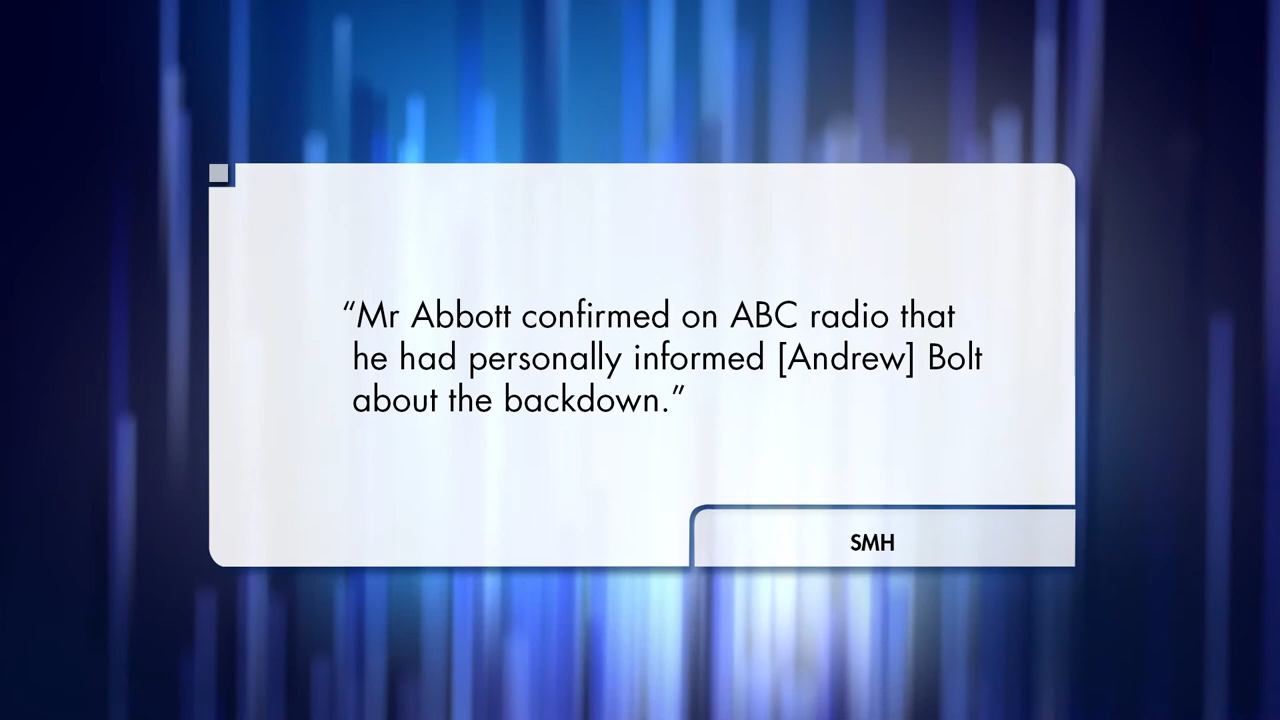 “Mr Abbott confirmed on ABC radio that
he had personally informed [Andrew] Bolt
about the backdown.”
SMH